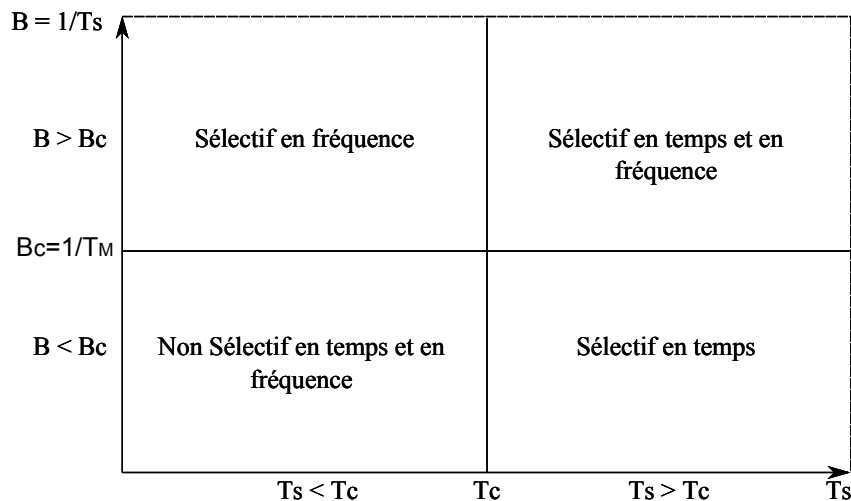 B = 1/Ts
B > Bc
Sélectif en fréquence
Sélectif en temps et en
fréquence
Bc=1/TM
B < Bc
Non Sélectif en temps et en
fréquence
Sélectif en temps
Ts < Tc
Tc
Ts > Tc
Ts